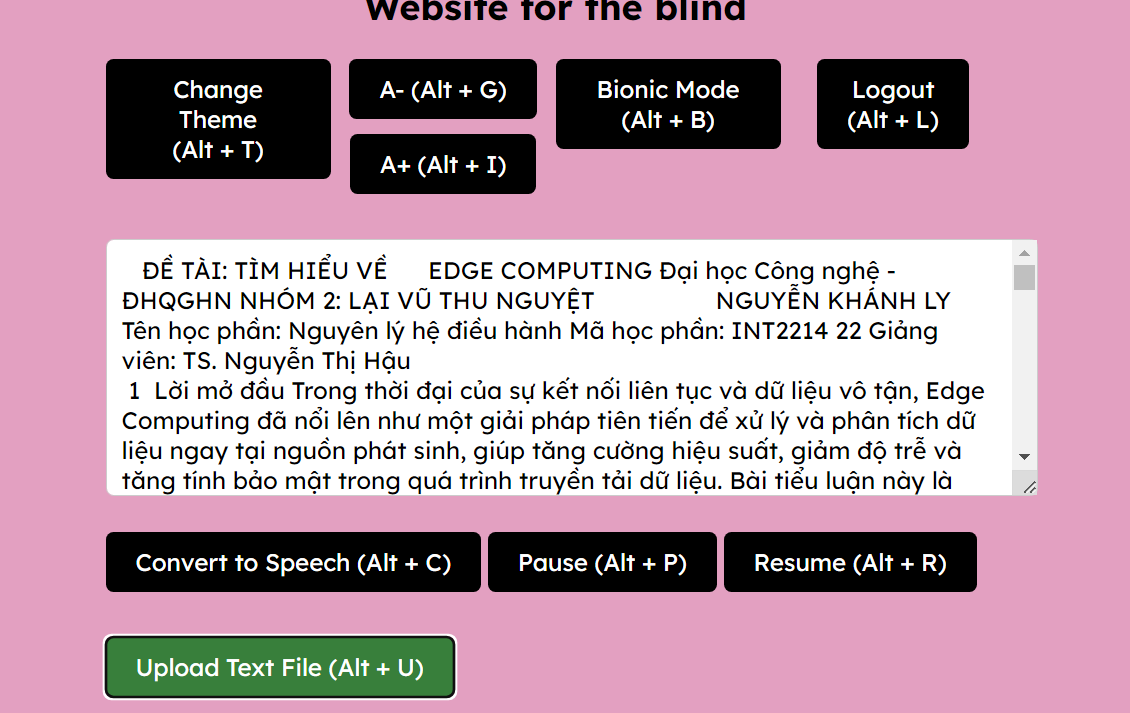 Website for the blind
Change
Theme
(Alt + T)
A- (Alt + G)
A+ (Alt + I)
Bionic Mode
(Alt + B)
Logout
(Alt + L)
ĐỀ TÀI: TÌM HIỂU VỀ EDGE COMPUTING Đại học Công nghệ -
ĐHQGHN NHÓM 2: LẠI VŨ THU NGUYỆT NGUYỄN KHÁNH LY
Tên học phần: Nguyên lý hệ điều hành Mã học phần: INT2214 22 Giảng
viên: TS. Nguyễn Thị Hậu
1 Lời mở đầu Trong thời đại của sự kết nối liên tục và dữ liệu vô tận, Edge
Computing đã nổi lên như một giải pháp tiên tiến để xử lý và phân tích dữ
liệu ngay tại nguồn phát sinh, giúp tăng cường hiệu suất, giảm độ trễ và
tăng tính bảo mật trong quá trình truyền tải dữ liệu. Bài tiểu luận này là
Convert to Speech (Alt + C)
Pause (Alt + P)
Resume (Alt + R)
Upload Text File (Alt + U)